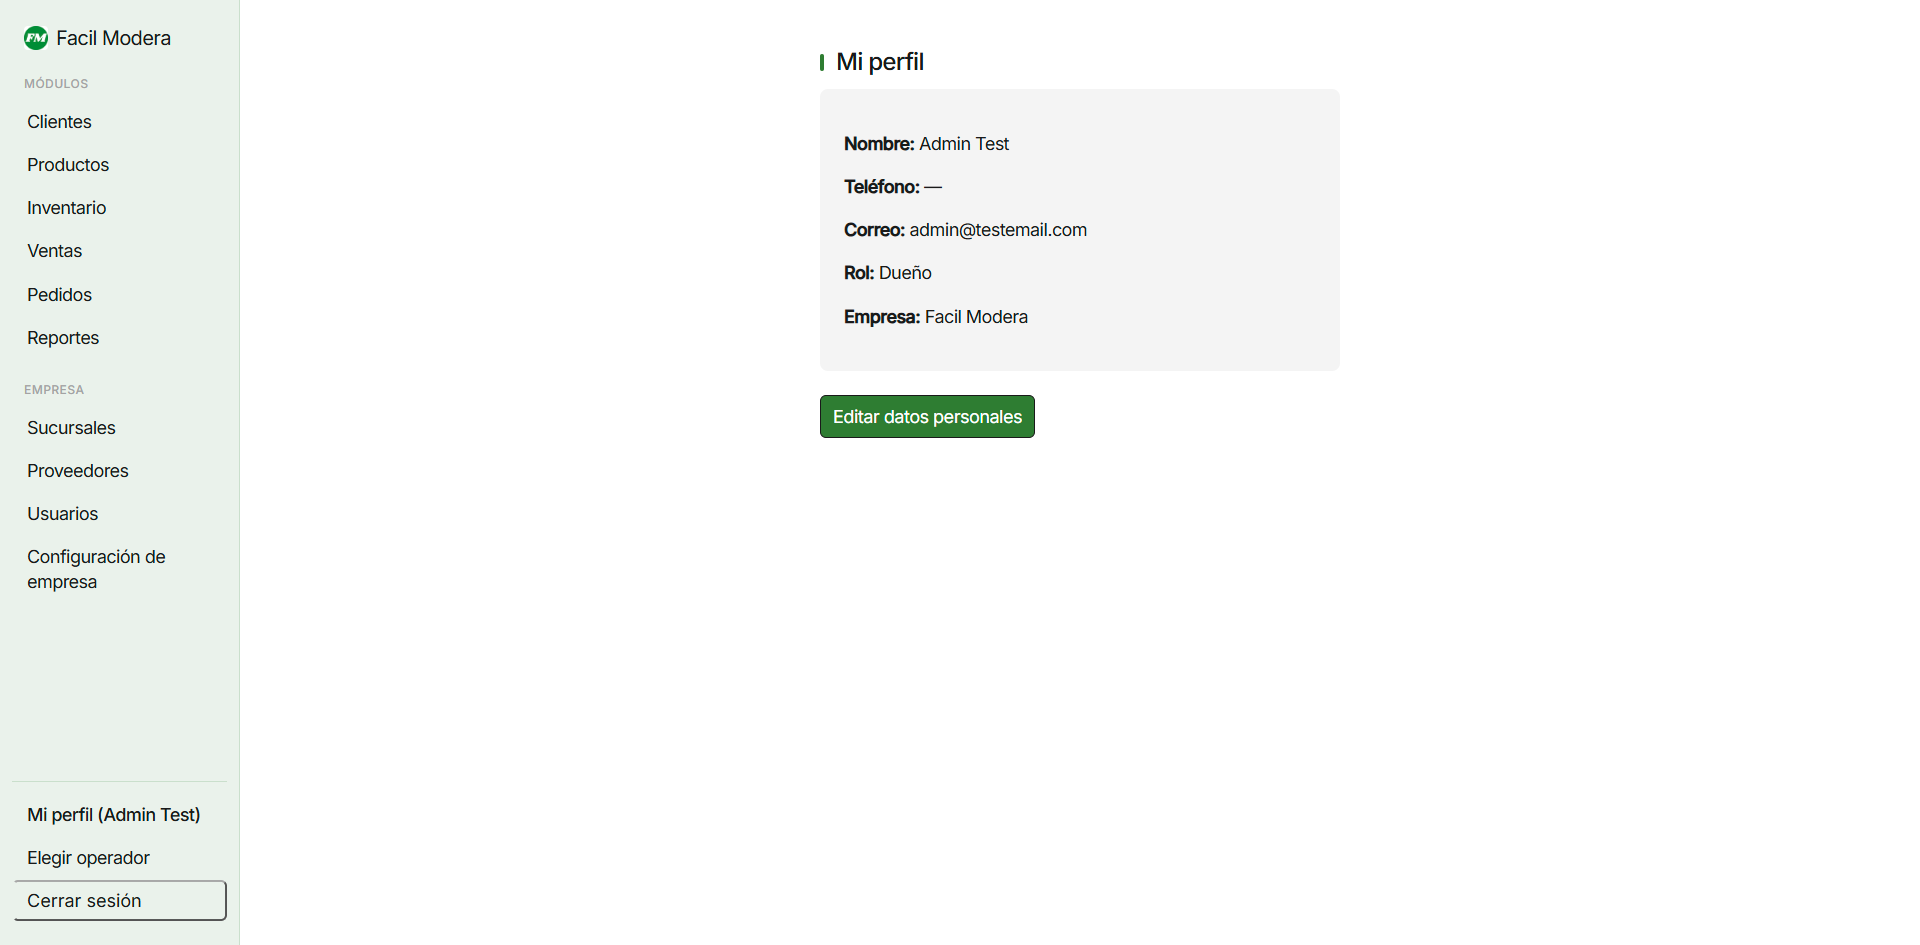 FM Facil Modera
MÓDULOS
Clientes
Productos
Inventario
Ventas
Pedidos
Reportes
EMPRESA
Sucursales
Proveedores
Usuarios
Configuración de
empresa
Mi perfil (Admin Test)
Elegir operador
Cerrar sesión
Mi perfil
Nombre: Admin Test
Teléfono: —
Correo: admin@testemail.com
Rol: Dueño
Empresa: Facil Modera
Editar datos personales